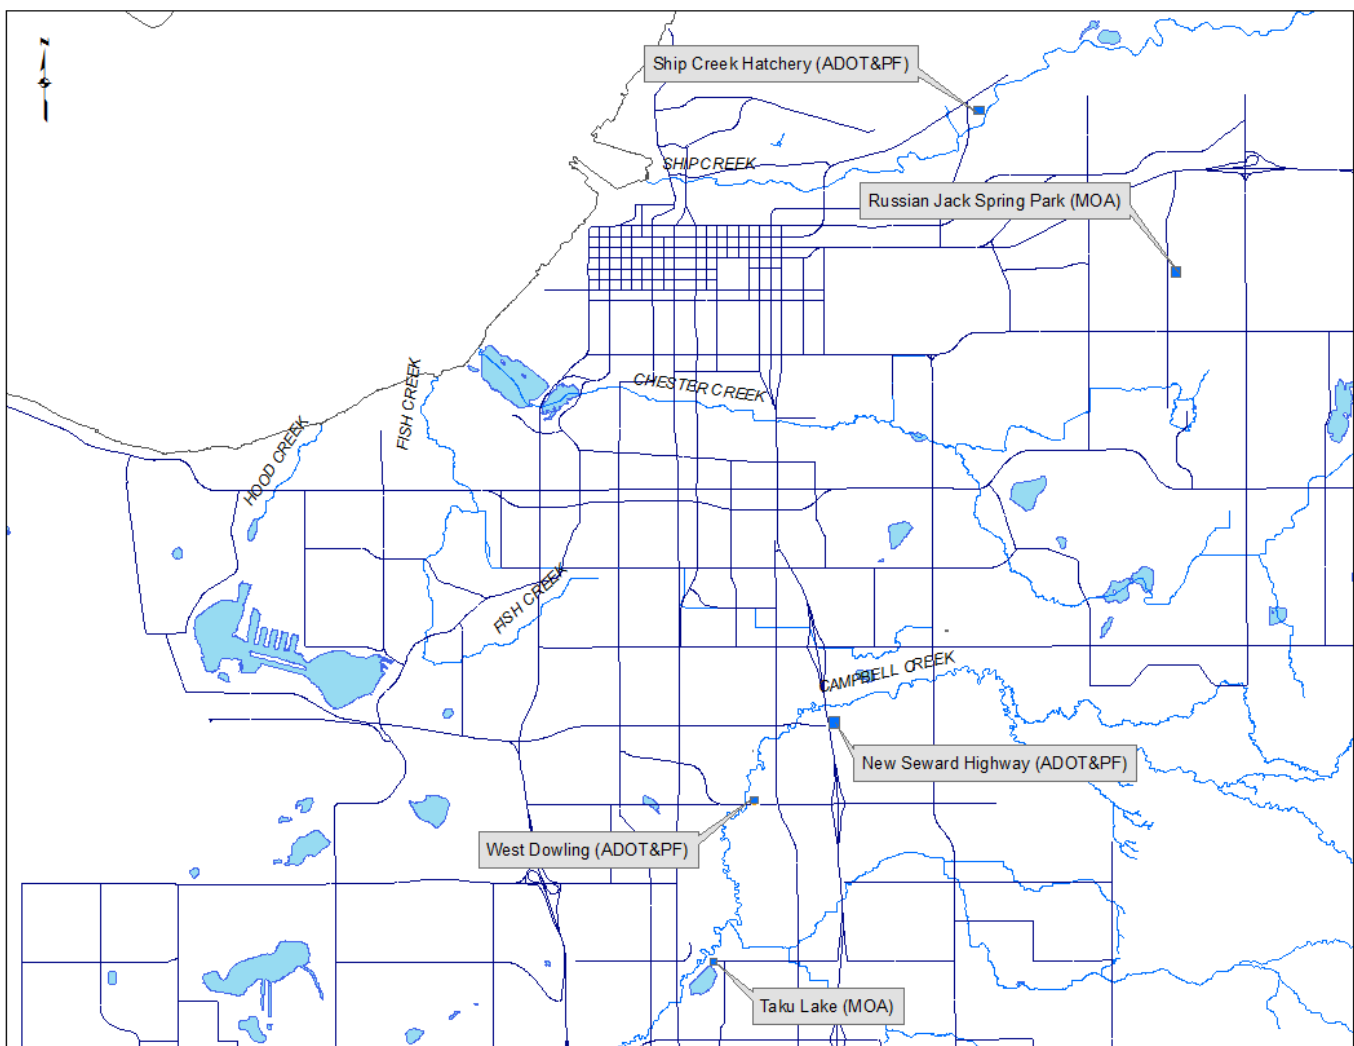 N
Ship Creek Hatchery (ADOT&PF)
SHIP CREEK
Russian Jack Spring Park (MOA)
CHESTER CREEK
FISH CREEK
HOOD CREEK
FISH CREEK
CAMPBELL CREEK
New Seward Highway (ADOT&PF)
West Dowling (ADOT&PF)
Taku Lake (MOA)